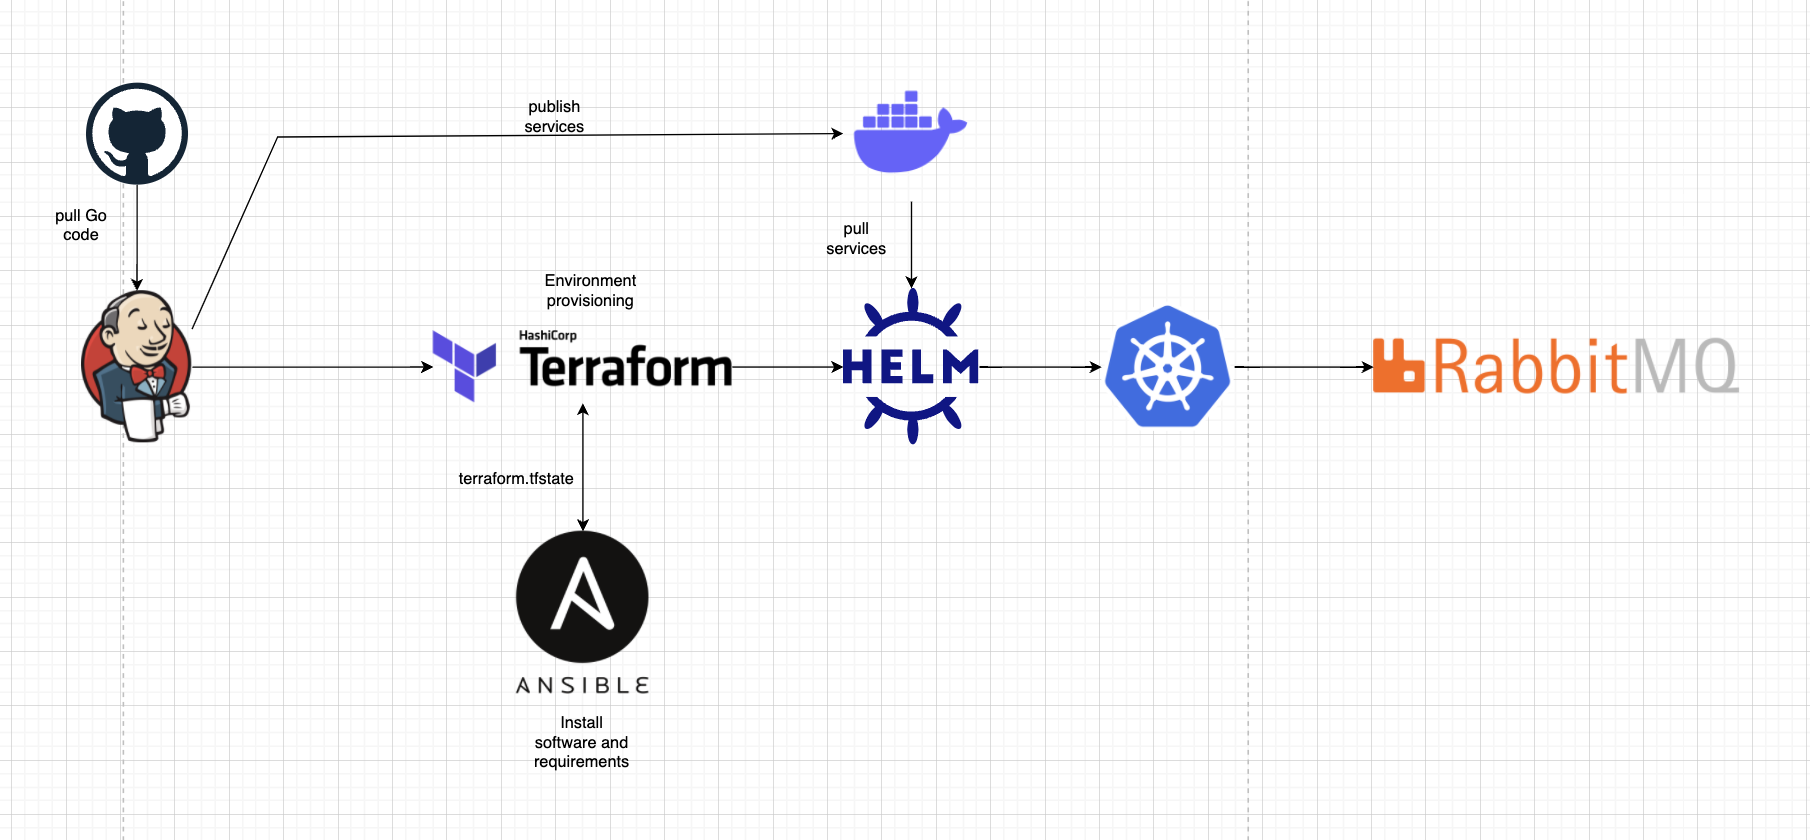 publish
services
pull Go
code
pull
services
Environment
provisioning
HashiCorp
Terraform
HELM
RabbitMQ
terraform.tfstate
ANSIBLE
Install
software and
requirements